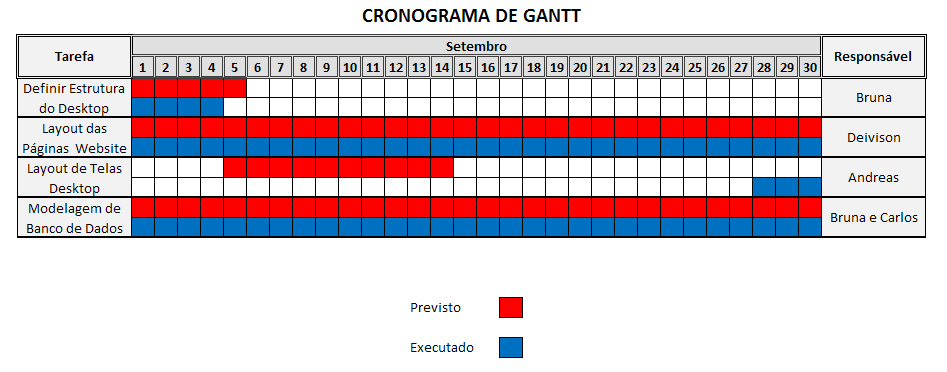 CRONOGRAMA DE GANTT
Tarefa
Setembro
Responsável
1 2 3 4 5 6 7 8 9 10 11 12 13 14 15 16 17 18 19 20 21 22 23 24 25 26 27 28 29 30
Definir Estrutura
do Desktop
Bruna
Layout das
Páginas Website
Deivison
Layout de Telas
Desktop
Andreas
Modelagem de
Banco de Dados
Bruna e Carlos
Previsto
Executado